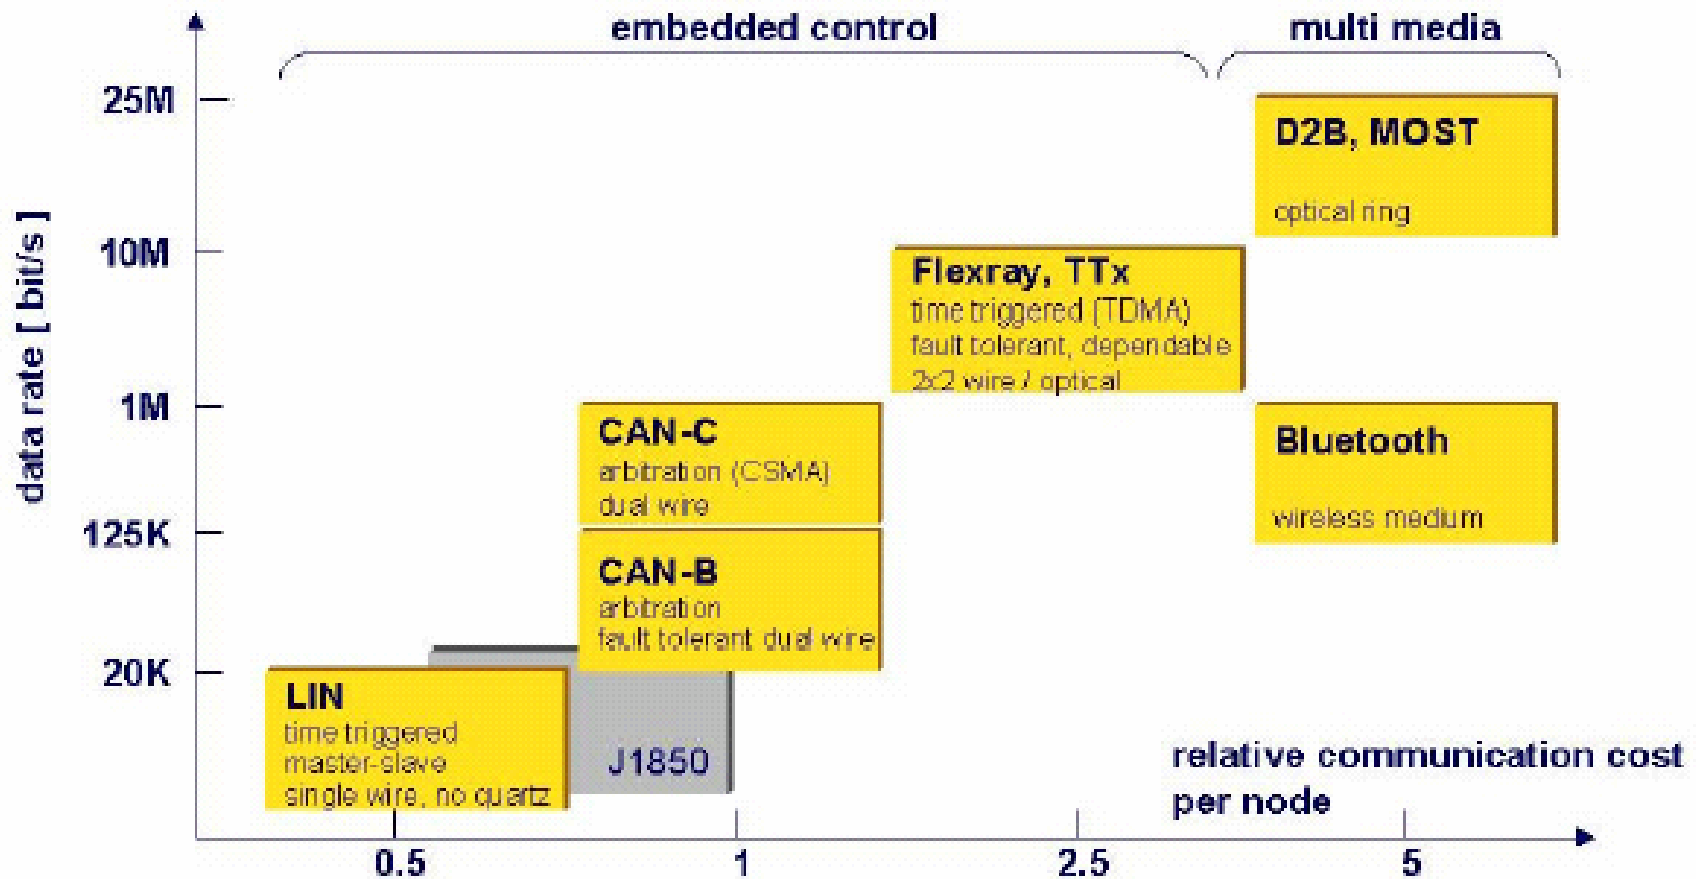 embedded control
multi media
25M
D2B, MOST
optical ring
data rate [ bit/s ]
10M
Flexray, TTx
time triggered (TDMA)
fault tolerant, dependable
2x2 wire / optical
1M
CAN-C
arbitration (CSMA)
dual wire
Bluetooth
wireless medium
125K
CAN-B
arbitration
fault tolerant dual wire
20K
LIN
time triggered
master-slave
single wire, no quartz
J1850
relative communication cost
per node
0.5
1
2.5
5